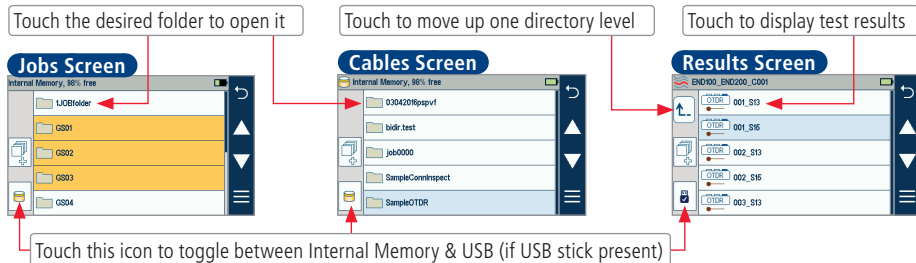 Touch the desired folder to open it
Touch to move up one directory level
Touch to display test results
Jobs Screen
Internal Memory, 98% free
1JOBfolder
GS01
GS02
GS03
GS04
Cables Screen
Internal Memory, 98% free
03042016pspvf
bidir.test
job0000
SampleConnInspect
SampleOTDR
Results Screen
END100_END200_C001
OTDR 001_S13
OTDR 001_S15
OTDR 002_S13
OTDR 002_S15
OTDR 003_S13
Touch this icon to toggle between Internal Memory & USB (if USB stick present)